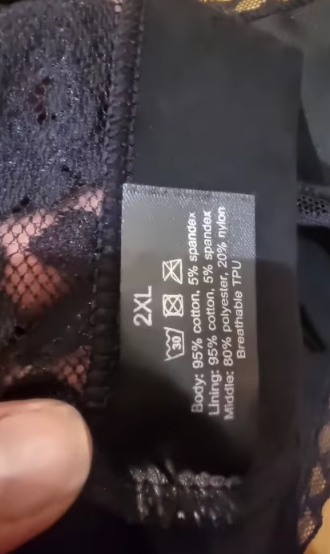 2XL
30
Body: 95% cotton, 5% spandex
Lining: 95% cotton, 5% spandex
Middle: 80% polyester, 20% nylon
Breathable TPU